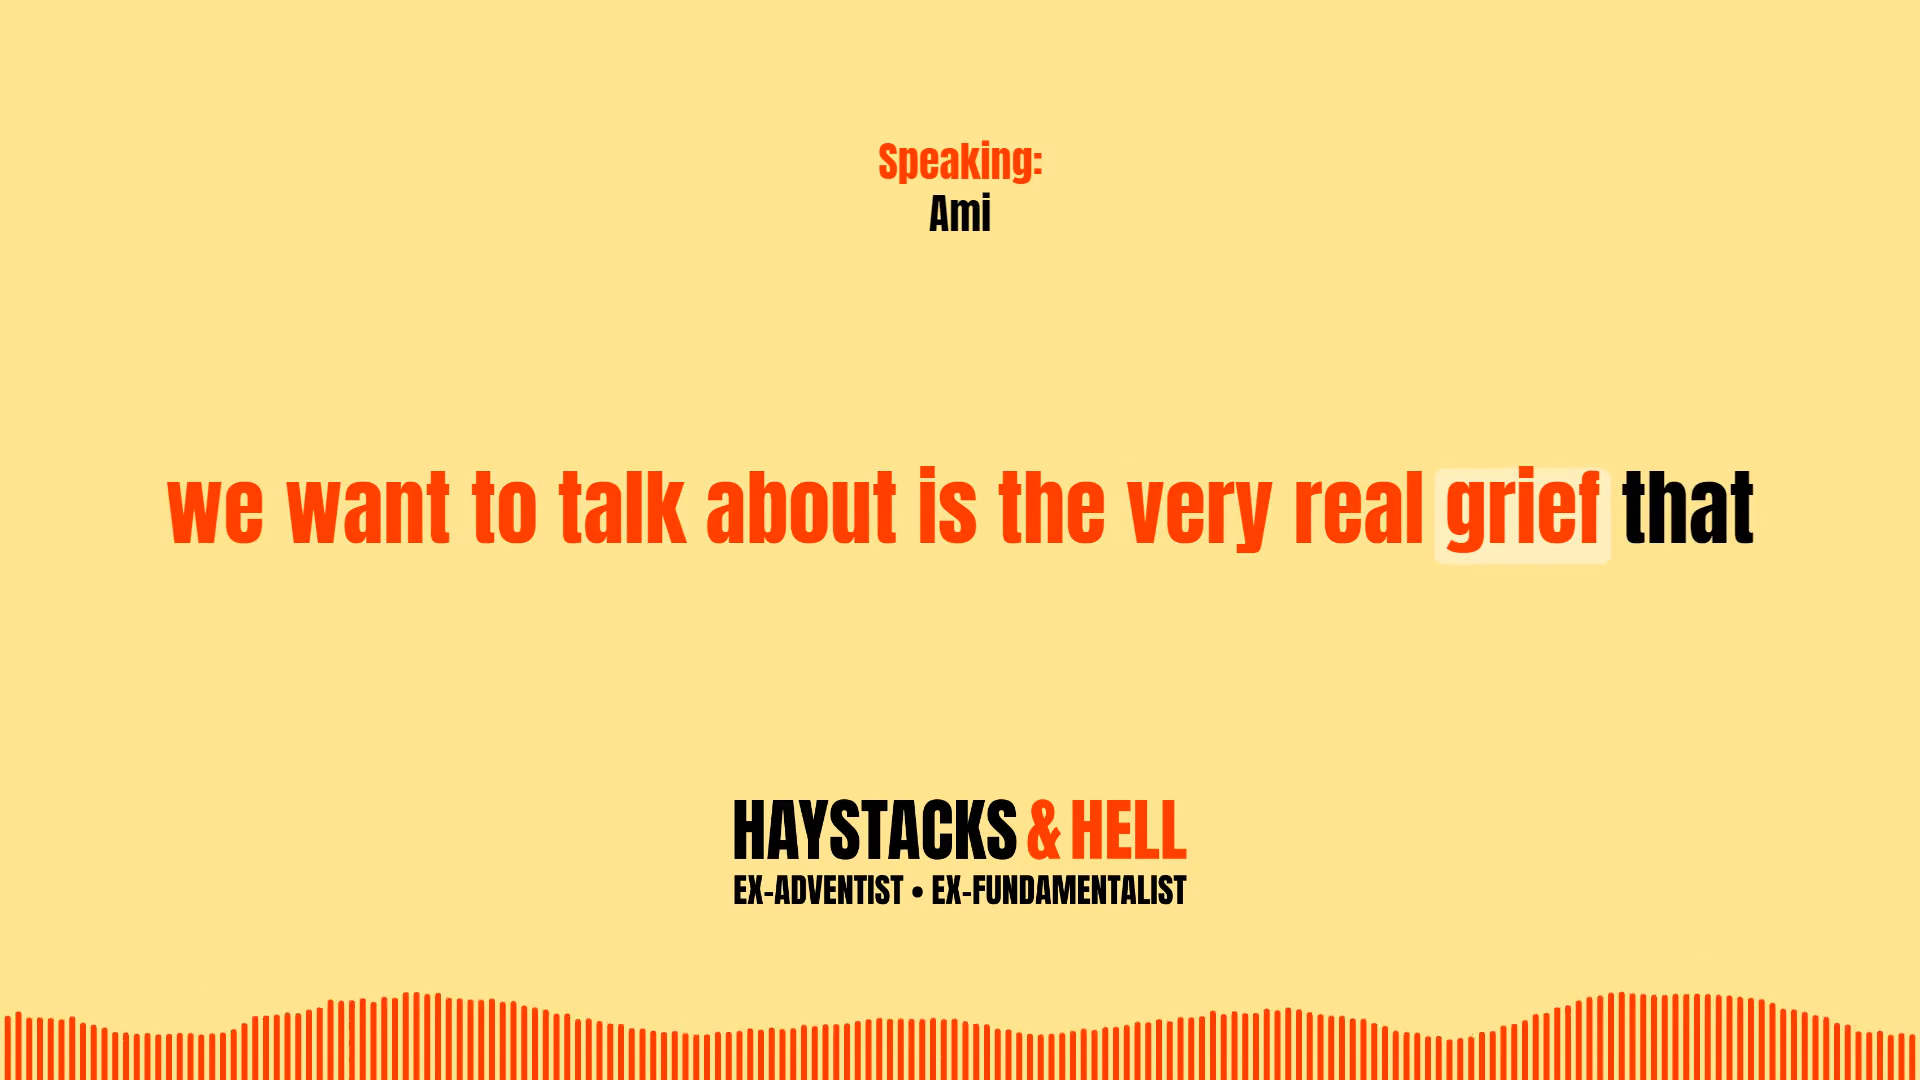 Speaking:
Ami
we want to talk about is the very real grief that
HAYSTACKS & HELL
EX-ADVENTIST • EX-FUNDAMENTALIST